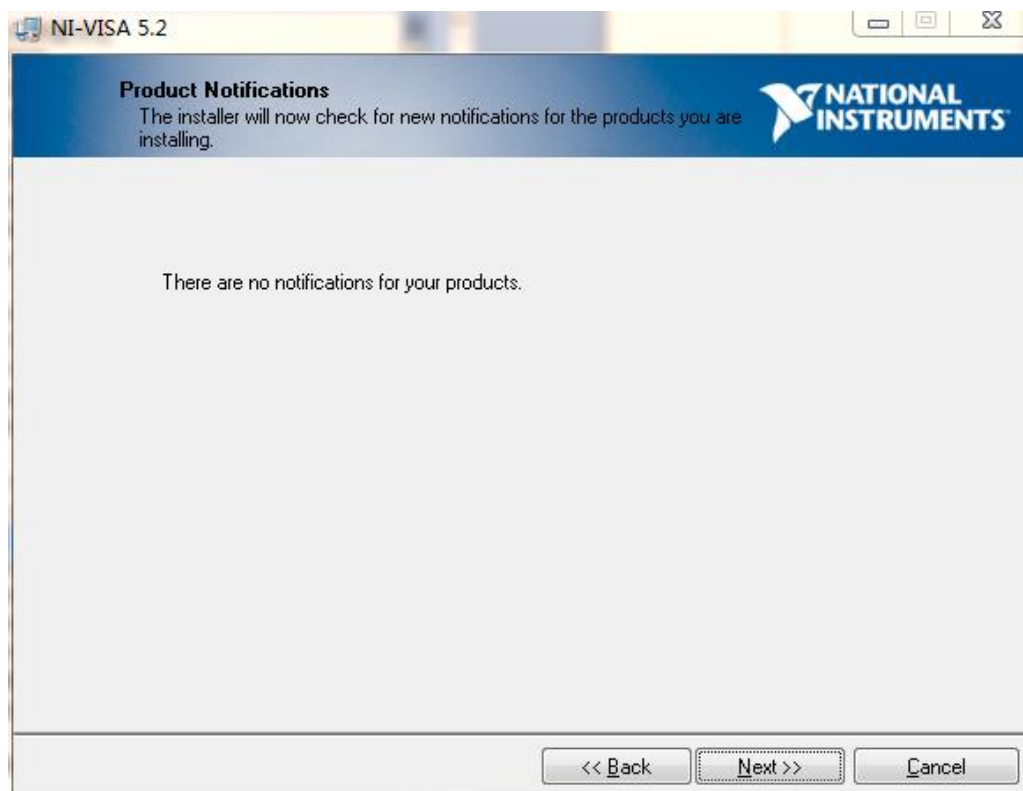 NI-VISA 5.2
Product Notifications
The installer will now check for new notifications for the products you are
installing.
NATIONAL
INSTRUMENTS
There are no notifications for your products.
<< Back
Next >>
Cancel